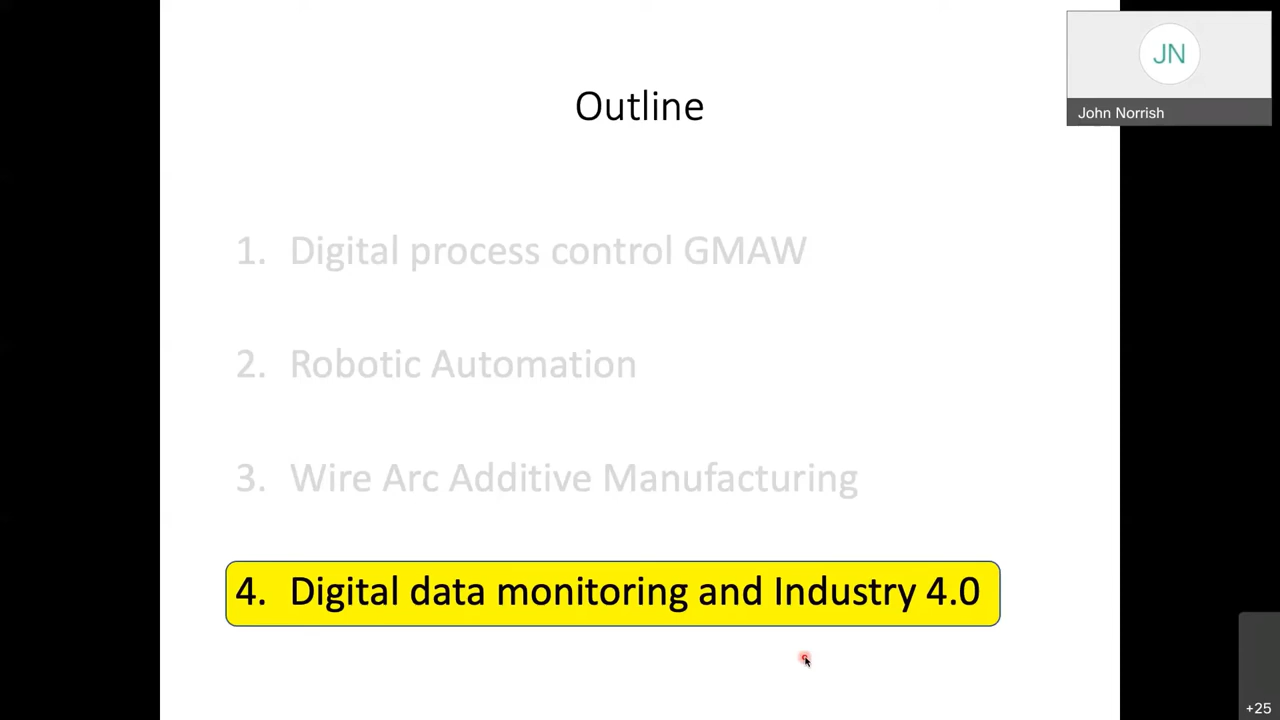 Outline
1. Digital process control GMAW
2. Robotic Automation
3. Wire Arc Additive Manufacturing
4. Digital data monitoring and Industry 4.0
JN
John Norrish
+25